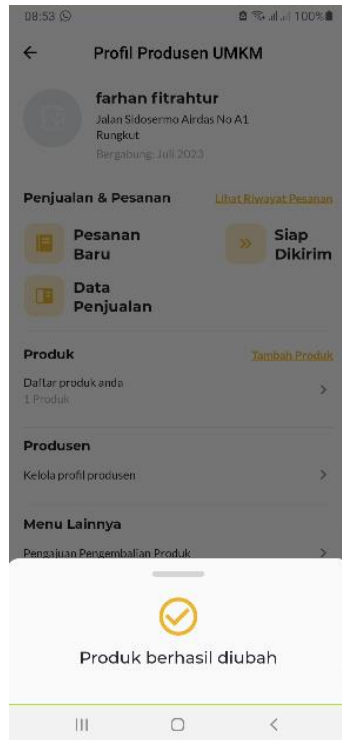 08:53
100%
Profil Produsen UMKM
farhan fitrahtur
Jalan Sidosermo Airdas No A1
Rungkut
Bergabung: Juli 2023
Penjualan & Pesanan
Lihat Riwayat Pesanan
Pesanan
Baru
Siap
Dikirim
Data
Penjualan
Produk
Tambah Produk
Daftar produk anda
1 Produk
Produsen
Kelola profil produsen
Menu Lainnya
Pengajuan Pengembalian Produk
Produk berhasil diubah